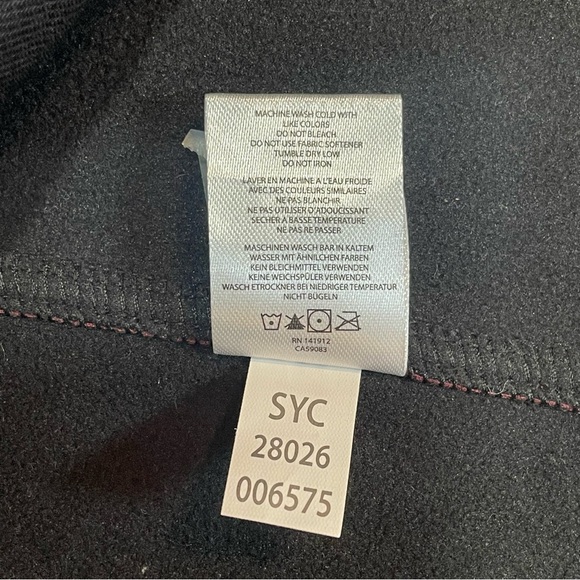 MACHINE WASH COLD WITH
LIKE COLORS
DO NOT BLEACH
DO NOT USE FABRIC SOFTENER
TUMBLE DRY LOW
DO NOT IRON
LAVER EN MACHINE A L'EAU FROIDE
AVEC DES COULEURS SIMILAIRES
NE PAS BLANCHIR
NE PAS UTILISER D'ADOUCISSANT
SECHER A BASSE TEMPERATURE
NE PAS RE PASSER
MASCHINEN WASCH BAR IN KALTEM
WASSER MIT ÄHNLICHEN FARBEN
KEIN BLEICHMITTEL VERWENDEN
KEINE WEICHSPÜLER VERWENDEN
WASCH ETROCKNER BEI NIEDRIGER TEMPERATUR
NICHT BÜGELN
RN 141912
CA59083
SYC
28026
006575